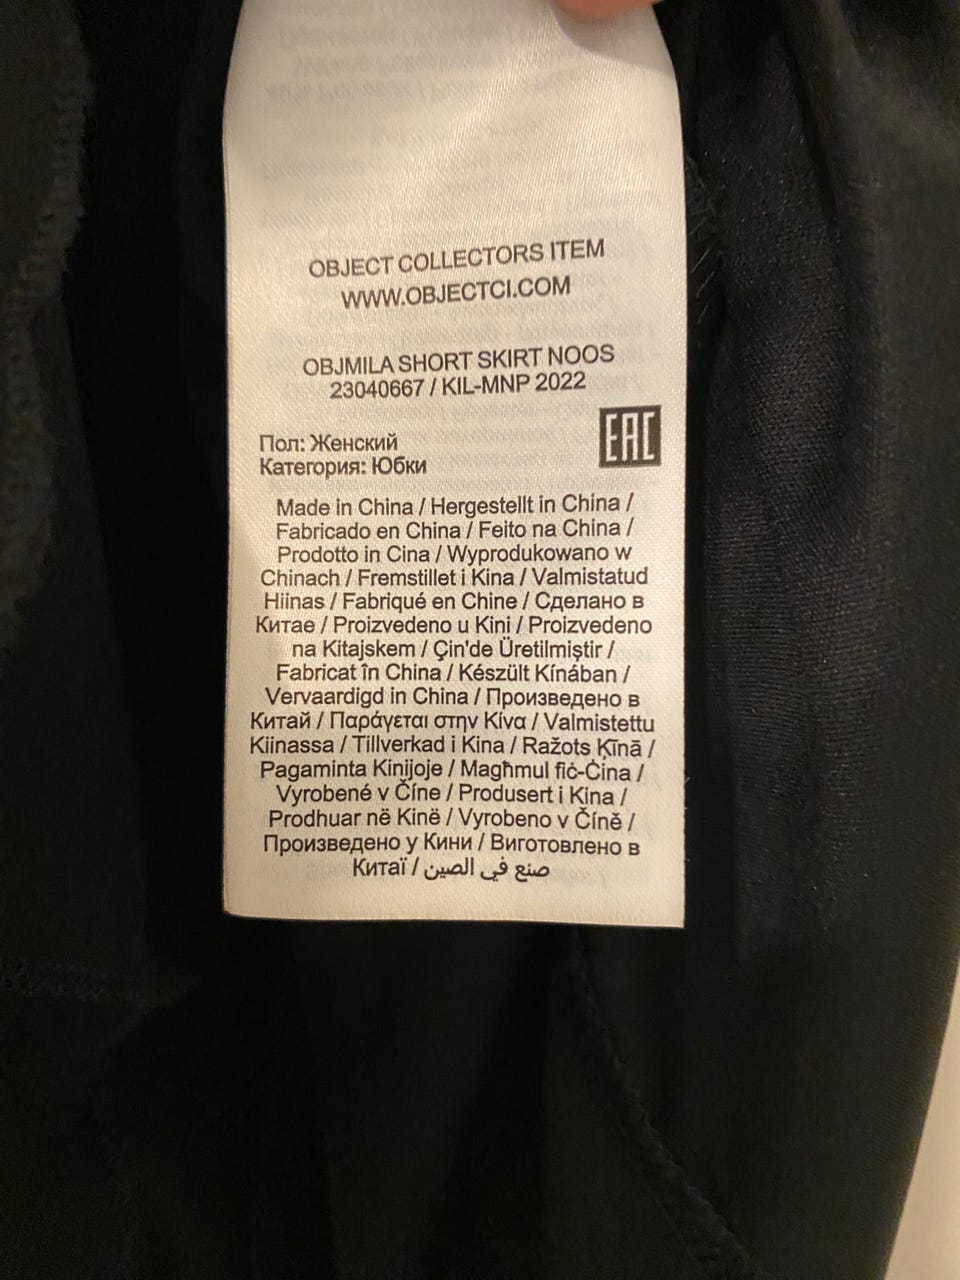 OBJECT COLLECTORS ITEM
WWW.OBJECTCI.COM
OBJMILA SHORT SKIRT NOOS
23040667 / KIL-MNP 2022
EAC
Пол: Женский
Категория: Юбки
Made in China / Hergestellt in China /
Fabricado en China / Feito na China /
Prodotto in Cina / Wyprodukowano w
Chinach / Fremstillet i Kina / Valmistatud
Hiinas / Fabriqué en Chine / Сделано в
Китае / Proizvedeno u Kini / Proizvedeno
na Kitajskem / Çin'de Üretilmiştir /
Fabricat în China / Készült Kínában /
Vervaardigd in China / Произведено в
Китай / Παράγεται στην Κίνα / Valmistettu
Kiinassa / Tillverkad i Kina / Ražots Ķīnā /
Pagaminta Kinijoje / Magħmul fiċ-Ċina /
Vyrobené v Číne / Produsert i Kina /
Prodhuar në Kinë / Vyrobeno v Číně /
Произведено у Кини / Виготовлено в
Китаї / صنع في الصين